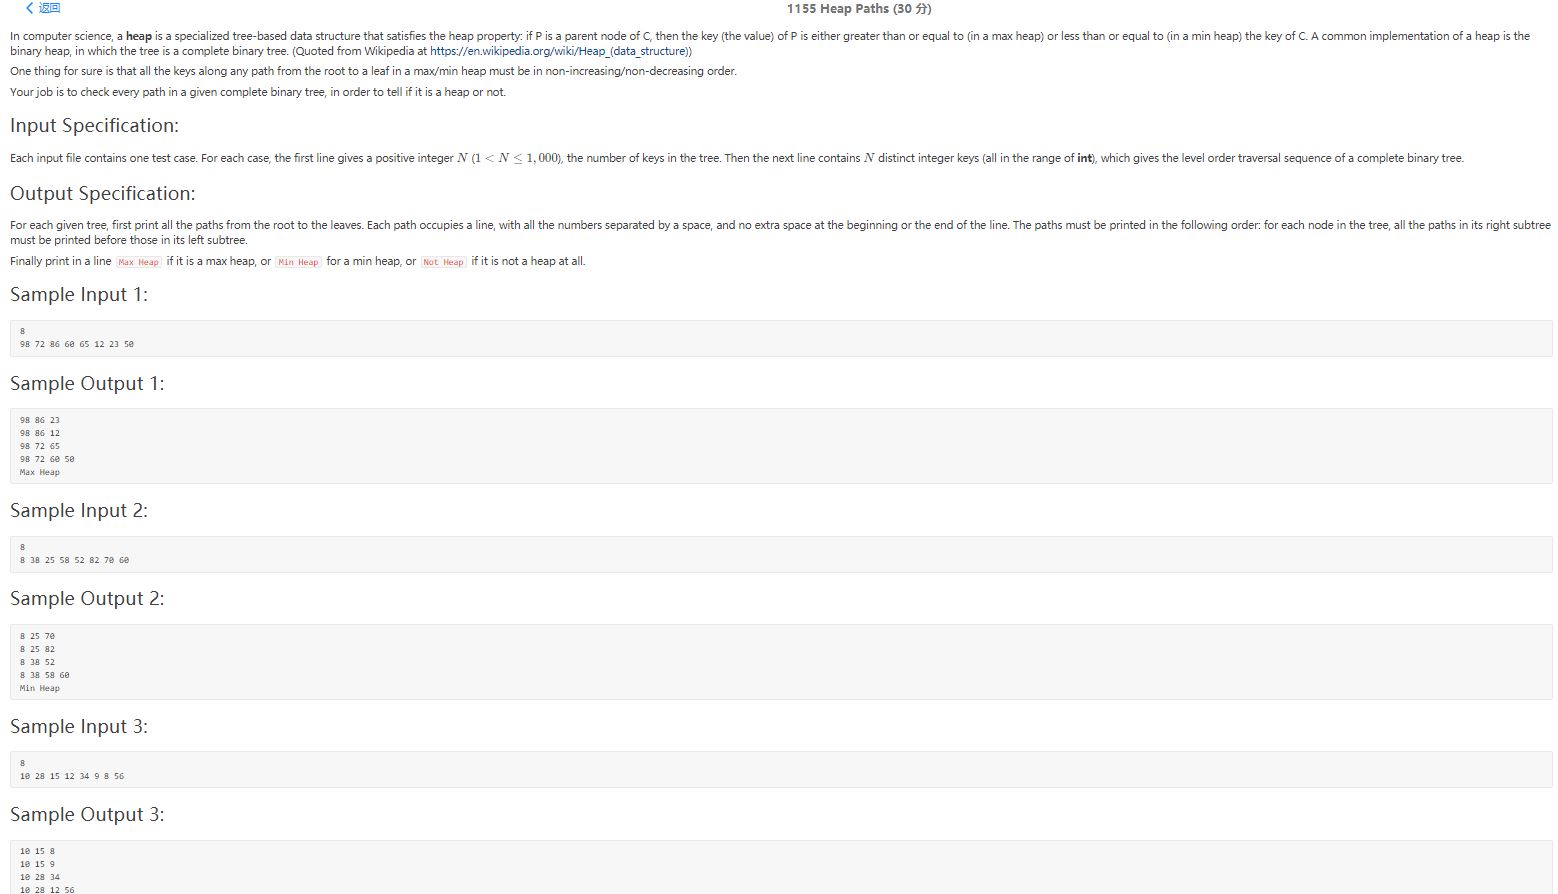 返回
1155 Heap Paths (30 分)
In computer science, a heap is a specialized tree-based data structure that satisfies the heap property: if P is a parent node of C, then the key (the value) of P is either greater than or equal to (in a max heap) or less than or equal to (in a min heap) the key of C. A common implementation of a heap is the
binary heap, in which the tree is a complete binary tree. (Quoted from Wikipedia at https://en.wikipedia.org/wiki/Heap_(data_structure))
One thing for sure is that all the keys along any path from the root to a leaf in a max/min heap must be in non-increasing/non-decreasing order.
Your job is to check every path in a given complete binary tree, in order to tell if it is a heap or not.
Input Specification:
Each input file contains one test case. For each case, the first line gives a positive integer N (1 < N ≤ 1,000), the number of keys in the tree. Then the next line contains N distinct integer keys (all in the range of int), which gives the level order traversal sequence of a complete binary tree.
Output Specification:
For each given tree, first print all the paths from the root to the leaves. Each path occupies a line, with all the numbers separated by a space, and no extra space at the beginning or the end of the line. The paths must be printed in the following order: for each node in the tree, all the paths in its right subtree
must be printed before those in its left subtree.
Finally print in a line Max Heap if it is a max heap, or Min Heap for a min heap, or Not Heap if it is not a heap at all.
Sample Input 1:
8
98 72 86 60 65 12 23 50
Sample Output 1:
98 86 23
98 86 12
98 72 65
98 72 60 50
Max Heap
Sample Input 2:
8
8 38 25 58 52 82 70 60
Sample Output 2:
8 25 70
8 25 82
8 38 52
8 38 58 60
Min Heap
Sample Input 3:
8
10 28 15 12 34 9 8 56
Sample Output 3:
10 15 8
10 15 9
10 28 34
10 28 12 56